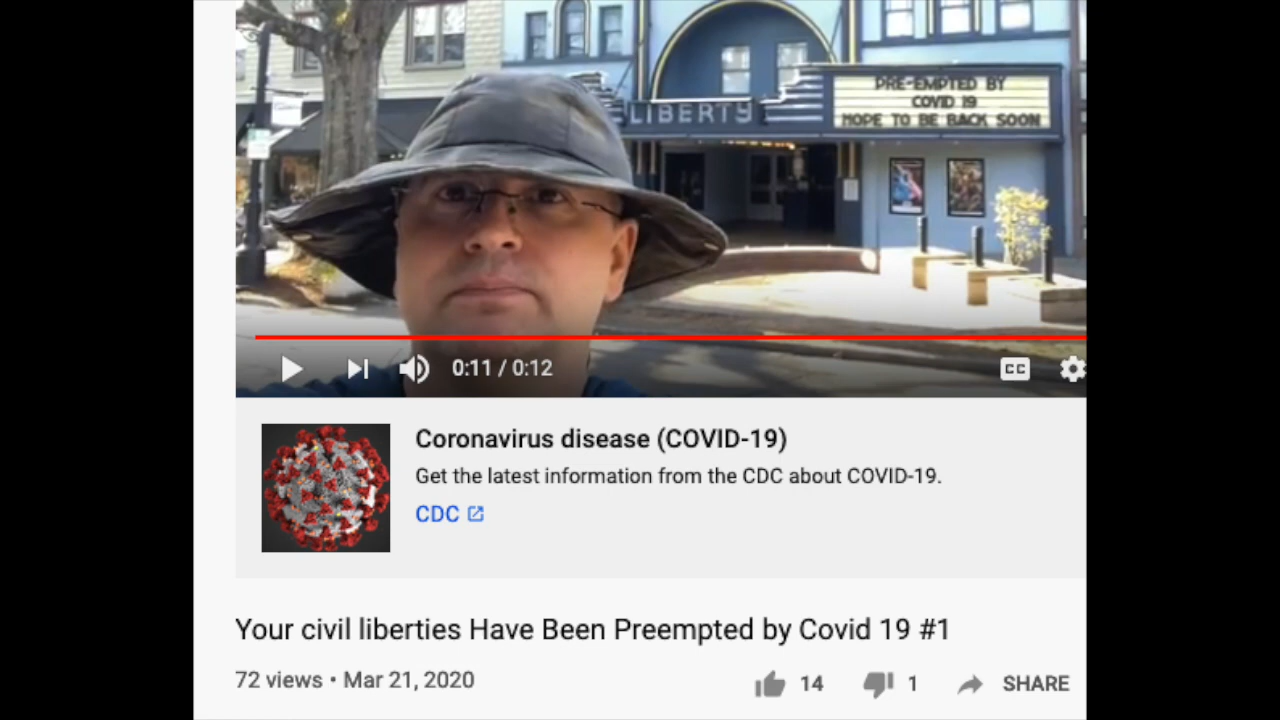 LIBERTY
PRE-EMPTED BY
COVID 19
HOPE TO BE BACK SOON
0:11 / 0:12
CC
Coronavirus disease (COVID-19)
Get the latest information from the CDC about COVID-19.
CDC
Your civil liberties Have Been Preempted by Covid 19 #1
72 views • Mar 21, 2020
14
1
SHARE